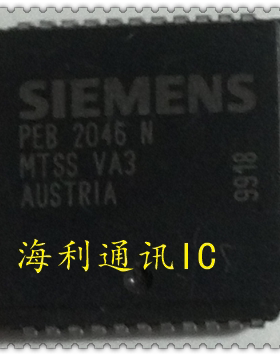 SIEMENS
PEB 2046 N
MTSS VA3
AUSTRIA
9918
海利通讯IC